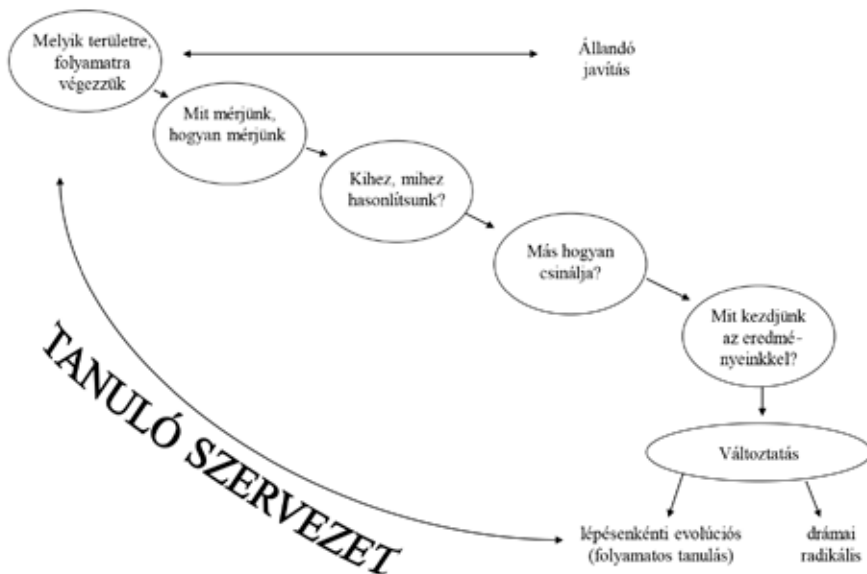 Melyik területre,
folyamatra
végezzük
Állandó
javítás
Mit mérjünk,
hogyan mérjünk
Kihez, mihez
hasonlítsunk?
Más hogyan
csinálja?
Mit kezdjünk
az eredmé-
nyeinkkel?
Változtatás
lépésenkénti evolúciós
(folyamatos tanulás)
drámai
radikális
TANULÓ SZERVEZET